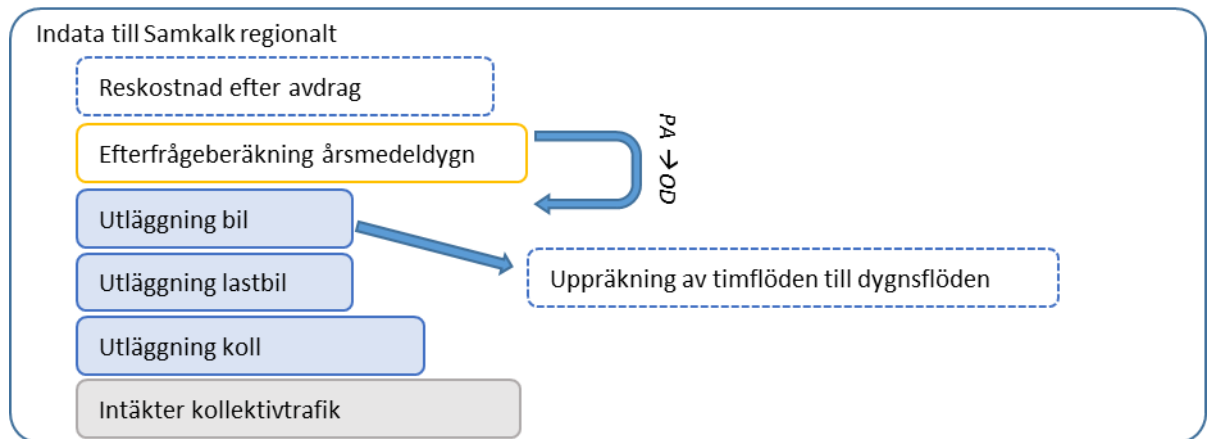 Indata till Samkalk regionalt
Reskostnad efter avdrag
Efterfrågeberäkning årsmedeldygn
PA → OD
Utläggning bil
Uppräkning av timflöden till dygnsflöden
Utläggning lastbil
Utläggning koll
Intäkter kollektivtrafik